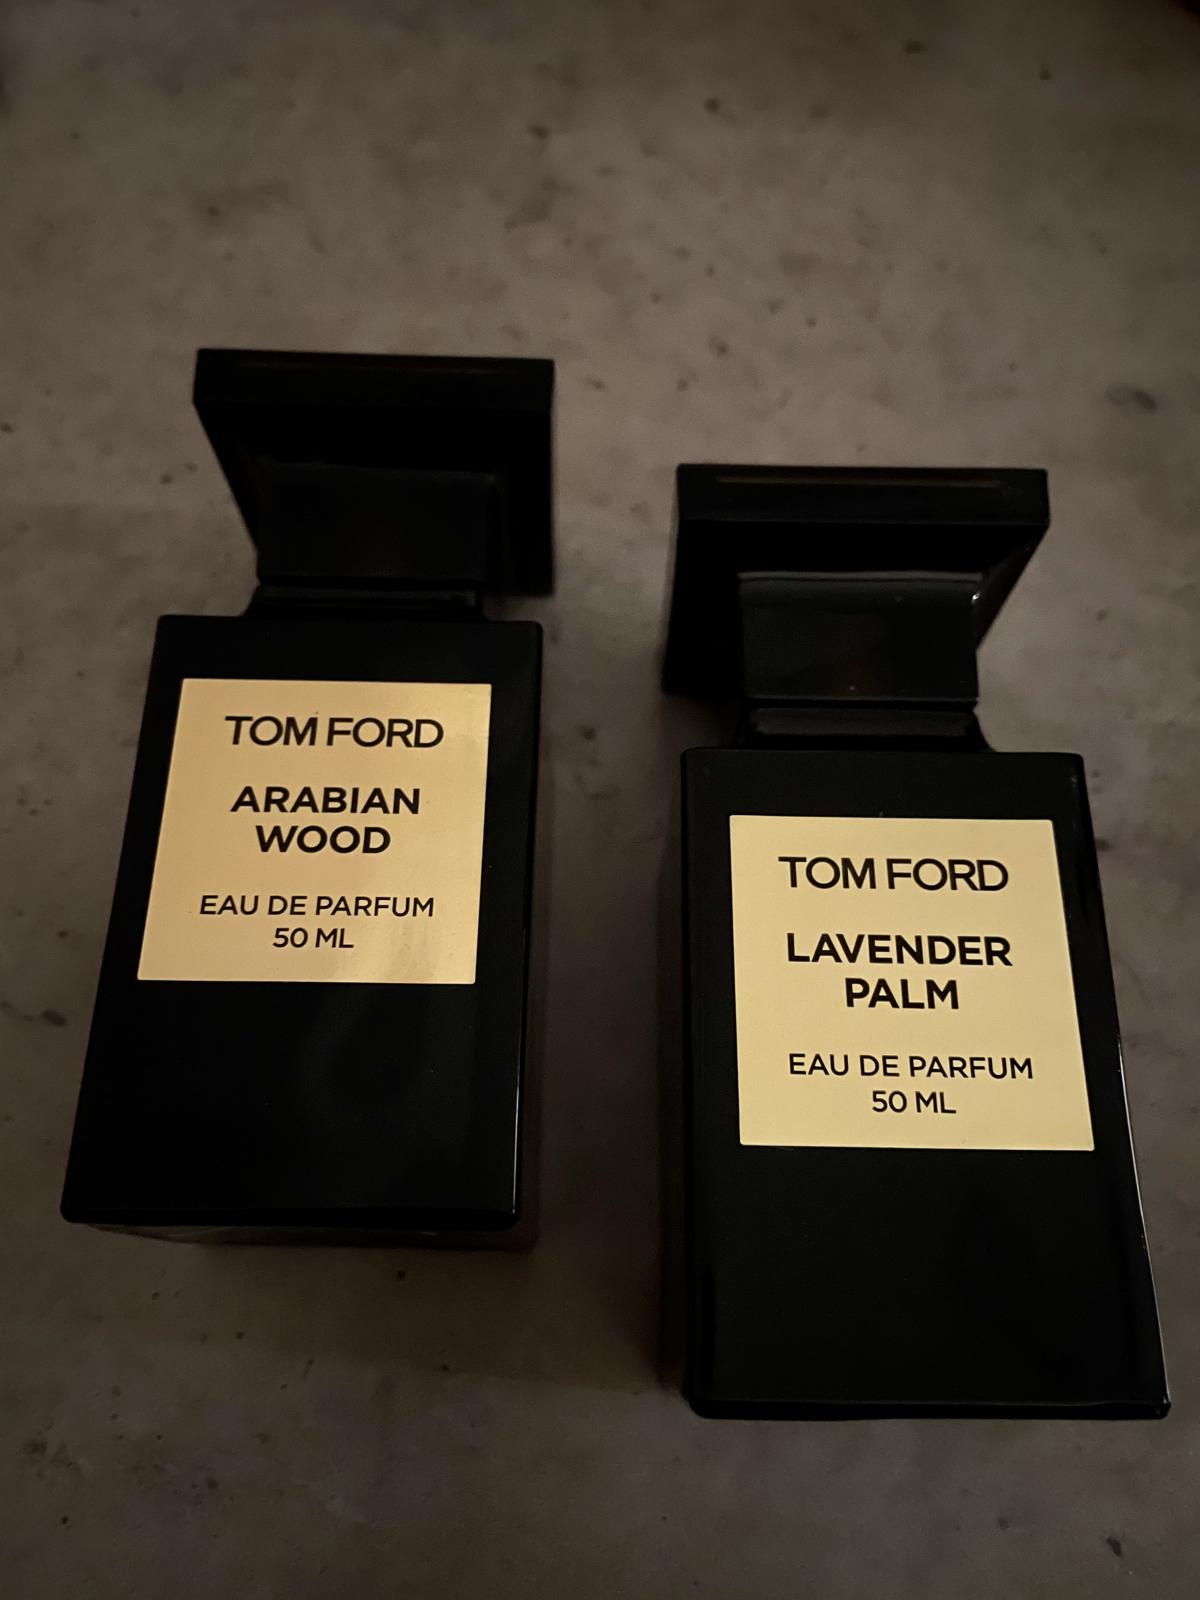 TOM FORD
ARABIAN
WOOD
EAU DE PARFUM
50 ML
TOM FORD
LAVENDER
PALM
EAU DE PARFUM
50 ML